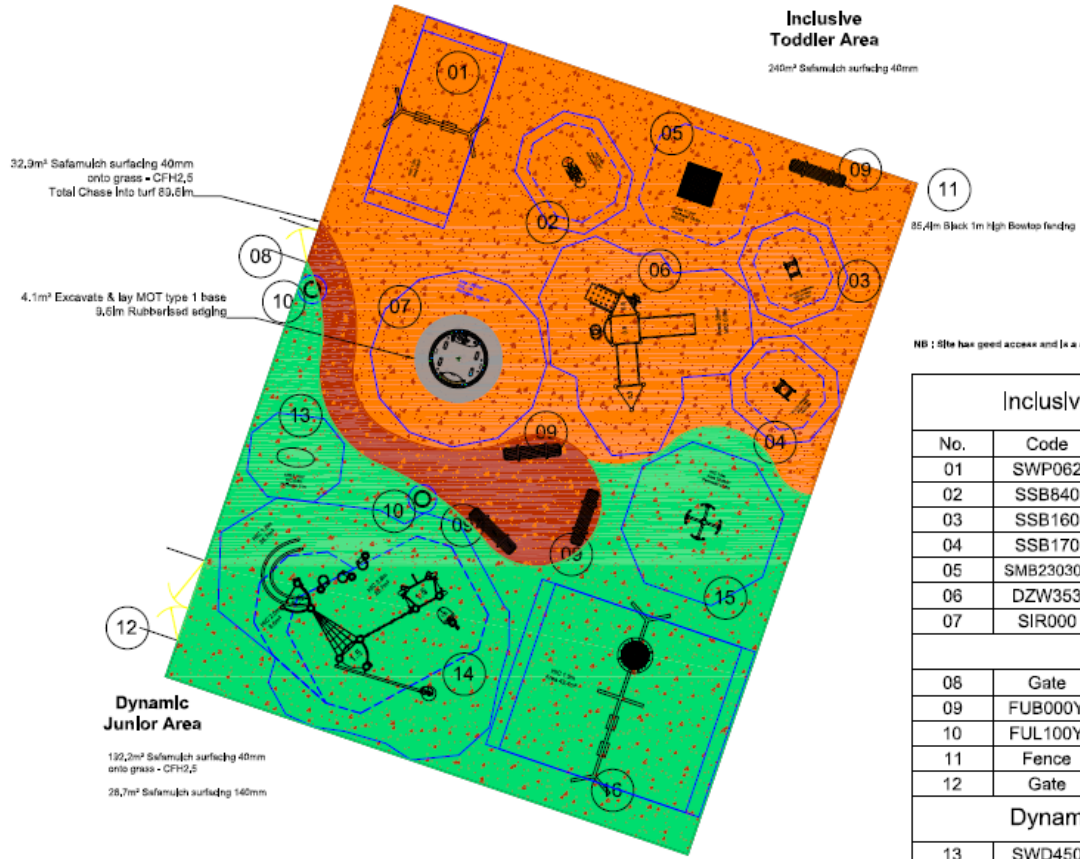 Inclusive
Toddler Area
240m² Safamulch surfacing 40mm
32.9m² Safamulch surfacing 40mm
onto grass - CFH2.5
Total Chase Into turf
08
10
4.1m² Excavate & lay MOT type 1 base
Rubberised edging
01
02
05
09
11
85.4lm Black 1m high Bowtop fencing
03
06
07
04
NB : Site has good access and is a
13
09
10
09
09
15
12
14
16
Dynamic
Junior Area
132.2m² Safamulch surfacing 40mm
onto grass - CFH2.5
28.7m² Safamulch surfacing 140mm
Inclusiv
No. Code
01 SWP062
02 SSB840
03 SSB160
04 SSB170
05 SMB23030
06 DZW353
07 SIR000
08 Gate
09 FUB000Y
10 FUL100Y
11 Fence
12 Gate
Dynam
13 SWD450